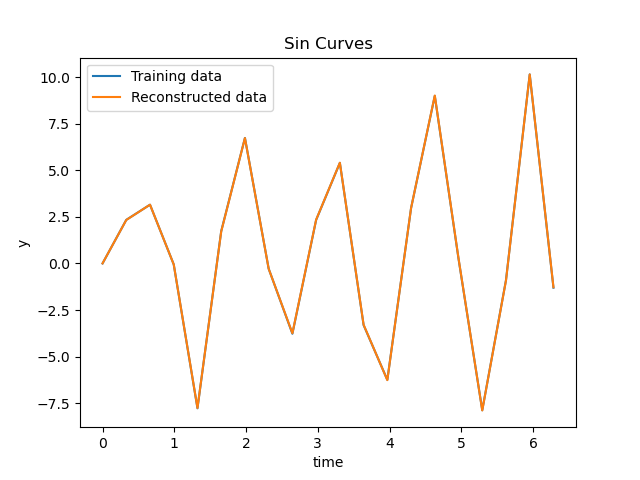 Sin Curves
Training data
Reconstructed data
10.0
7.5
5.0
2.5
0.0
−2.5
−5.0
−7.5
y
0 1 2 3 4 5 6
time